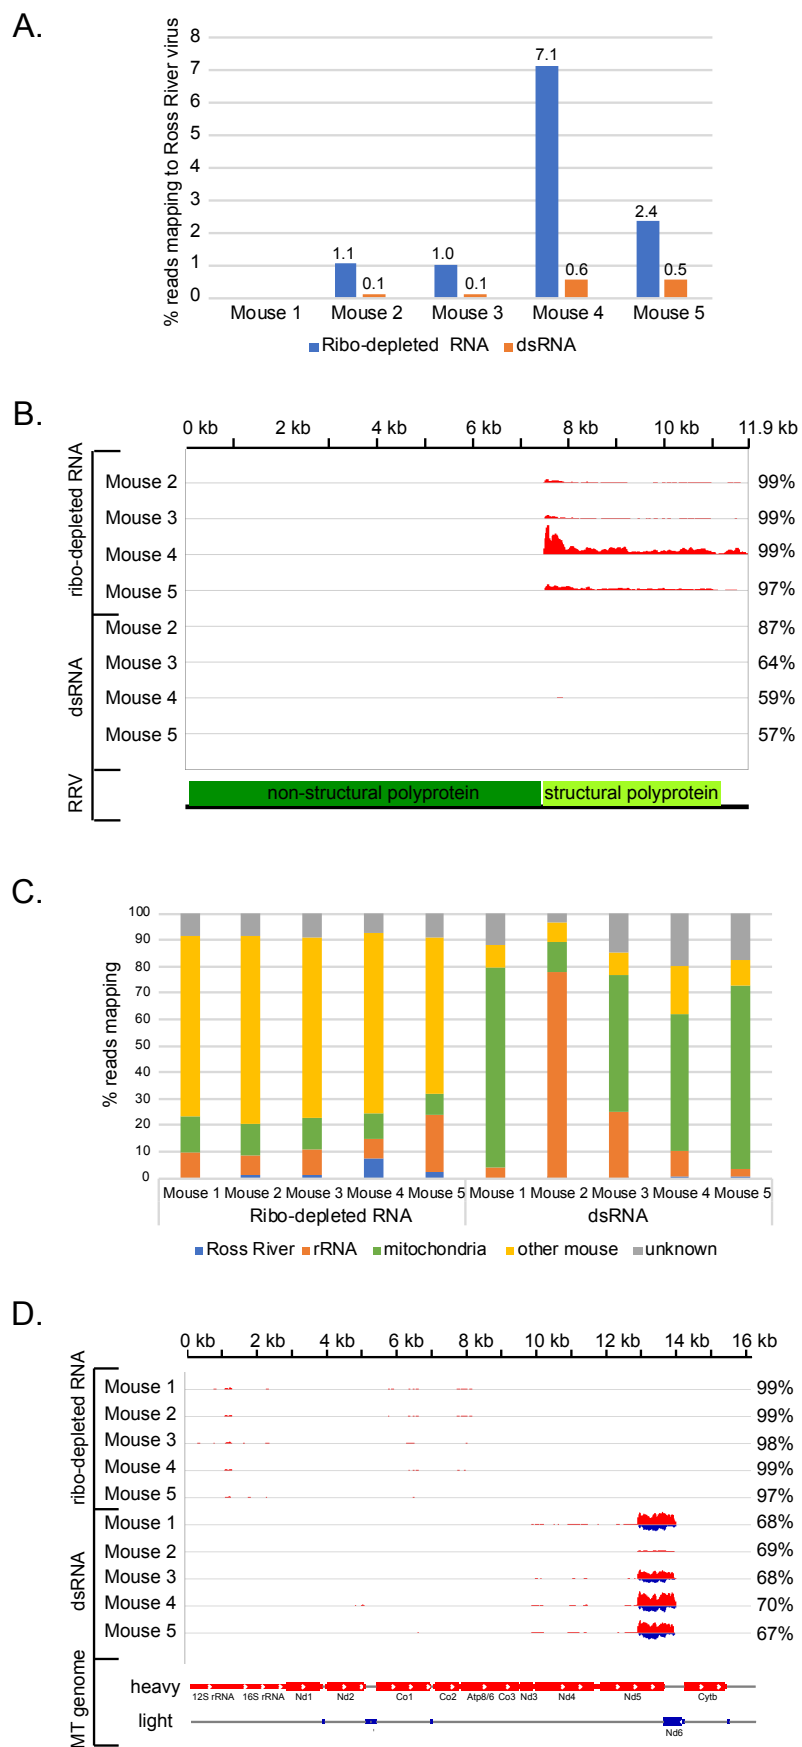 A.
% reads mapping to Ross River virus
8
7
6
5
4
3
2
1
0
1.1
0.1
1.0
0.1
7.1
0.6
2.4
0.5
Mouse 1 Mouse 2 Mouse 3 Mouse 4 Mouse 5
Ribo-depleted RNA dsRNA
B.
0 kb 2 kb 4 kb 6 kb 8 kb 10 kb 11.9 kb
ribo-depleted RNA
Mouse 2 99%
Mouse 3 99%
Mouse 4 99%
Mouse 5 97%
dsRNA
Mouse 2 87%
Mouse 3 64%
Mouse 4 59%
Mouse 5 57%
RRV
non-structural polyprotein structural polyprotein
C.
% reads mapping
100
90
80
70
60
50
40
30
20
10
0
Mouse 1 Mouse 2 Mouse 3 Mouse 4 Mouse 5 Mouse 1 Mouse 2 Mouse 3 Mouse 4 Mouse 5
Ribo-depleted RNA dsRNA
Ross River rRNA mitochondria other mouse unknown
D.
0 kb 2 kb 4 kb 6 kb 8 kb 10 kb 12 kb 14 kb 16 kb
ribo-depleted RNA
Mouse 1 99%
Mouse 2 99%
Mouse 3 98%
Mouse 4 99%
Mouse 5 97%
dsRNA
Mouse 1 68%
Mouse 2 69%
Mouse 3 68%
Mouse 4 70%
Mouse 5 67%
MT genome
heavy
12S rRNA 16S rRNA Nd1 Nd2 Co1 Co2 Atp8/6 Co3 Nd3 Nd4 Nd5 Cytb
light
Nd6